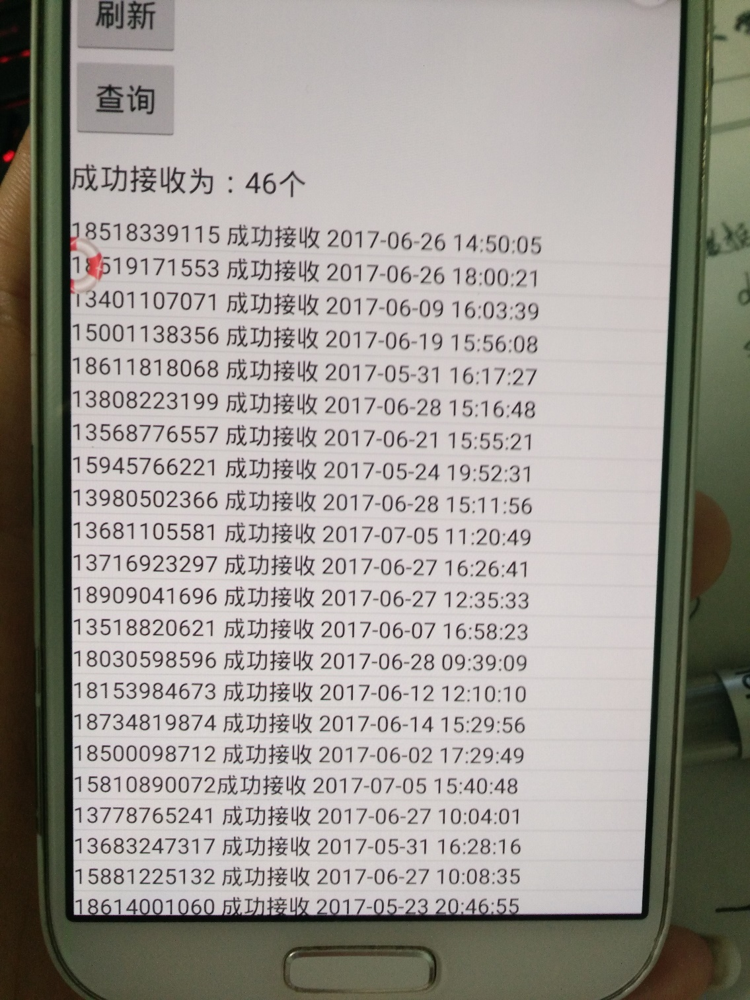 刷新
查询
成功接收为：46个
18518339115 成功接收 2017-06-26 14:50:05
18519171553 成功接收 2017-06-26 18:00:21
13401107071 成功接收 2017-06-09 16:03:39
15001138356 成功接收 2017-06-19 15:56:08
18611818068 成功接收 2017-05-31 16:17:27
13808223199 成功接收 2017-06-28 15:16:48
13568776557 成功接收 2017-06-21 15:55:21
15945766221 成功接收 2017-05-24 19:52:31
13980502366 成功接收 2017-06-28 15:11:56
13681105581 成功接收 2017-07-05 11:20:49
13716923297 成功接收 2017-06-27 16:26:41
18909041696 成功接收 2017-06-27 12:35:33
13518820621 成功接收 2017-06-07 16:58:23
18030598596 成功接收 2017-06-28 09:39:09
18153984673 成功接收 2017-06-12 12:10:10
18734819874 成功接收 2017-06-14 15:29:56
18500098712 成功接收 2017-06-02 17:29:49
15810890072成功接收 2017-07-05 15:40:48
13778765241 成功接收 2017-06-27 10:04:01
13683247317 成功接收 2017-05-31 16:28:16
15881225132 成功接收 2017-06-27 10:08:35
18614001060 成功接收 2017-05-23 20:46:55